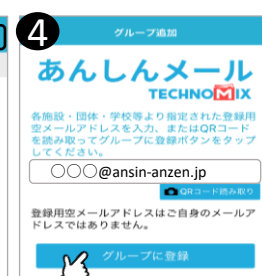 4
グループ追加
あんしんメール
TECHNOMIX
各施設・団体・学校等より指定された登録用
空メールアドレスを入力、またはQRコード
を読み取ってグループに登録ボタンをタップ
してください。
○○○@ansin-anzen.jp
QRコード読み取り
登録用空メールアドレスはご自身のメールア
ドレスではありません。
グループに登録